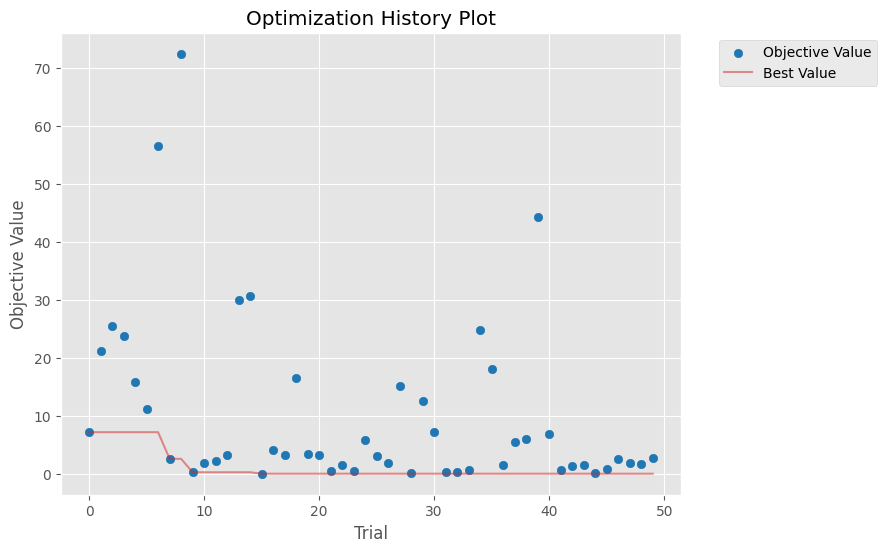 Optimization History Plot
Objective Value
Best Value
Objective Value
70
60
50
40
30
20
10
0
0 10 20 30 40 50
Trial